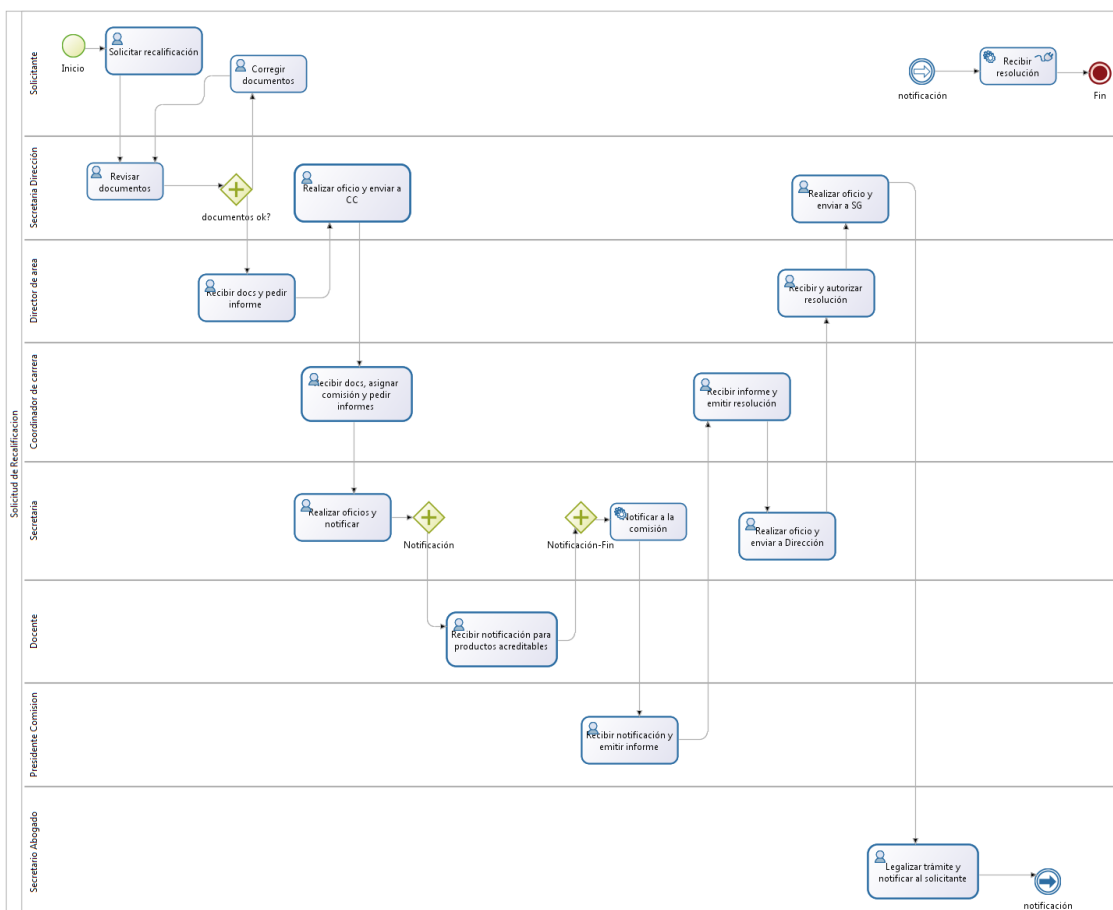 Solicitud de Recalificacion
Solicitante
Inicio
Solicitar recalificación
Corregir
documentos
notificación
Recibir
resolución
Fin
Secretaria Dirección
Revisar
documentos
documentos ok?
Realizar oficio y enviar a
CC
Realizar oficio y
enviar a SG
Director de area
Recibir docs y pedir
informe
Recibir y autorizar
resolución
Coordinador de carrera
Recibir docs, asignar
comisión y pedir
informes
Recibir informe y
emitir resolución
Secretaria
Realizar oficios y
notificar
Notificación
Notificación-Fin
Notificar a la
comisión
Realizar oficio y
enviar a Dirección
Docente
Recibir notificación para
productos acreditables
Presidente Comision
Recibir notificación y
emitir informe
Secretario Abogado
Legalizar trámite y
notificar al solicitante
notificación